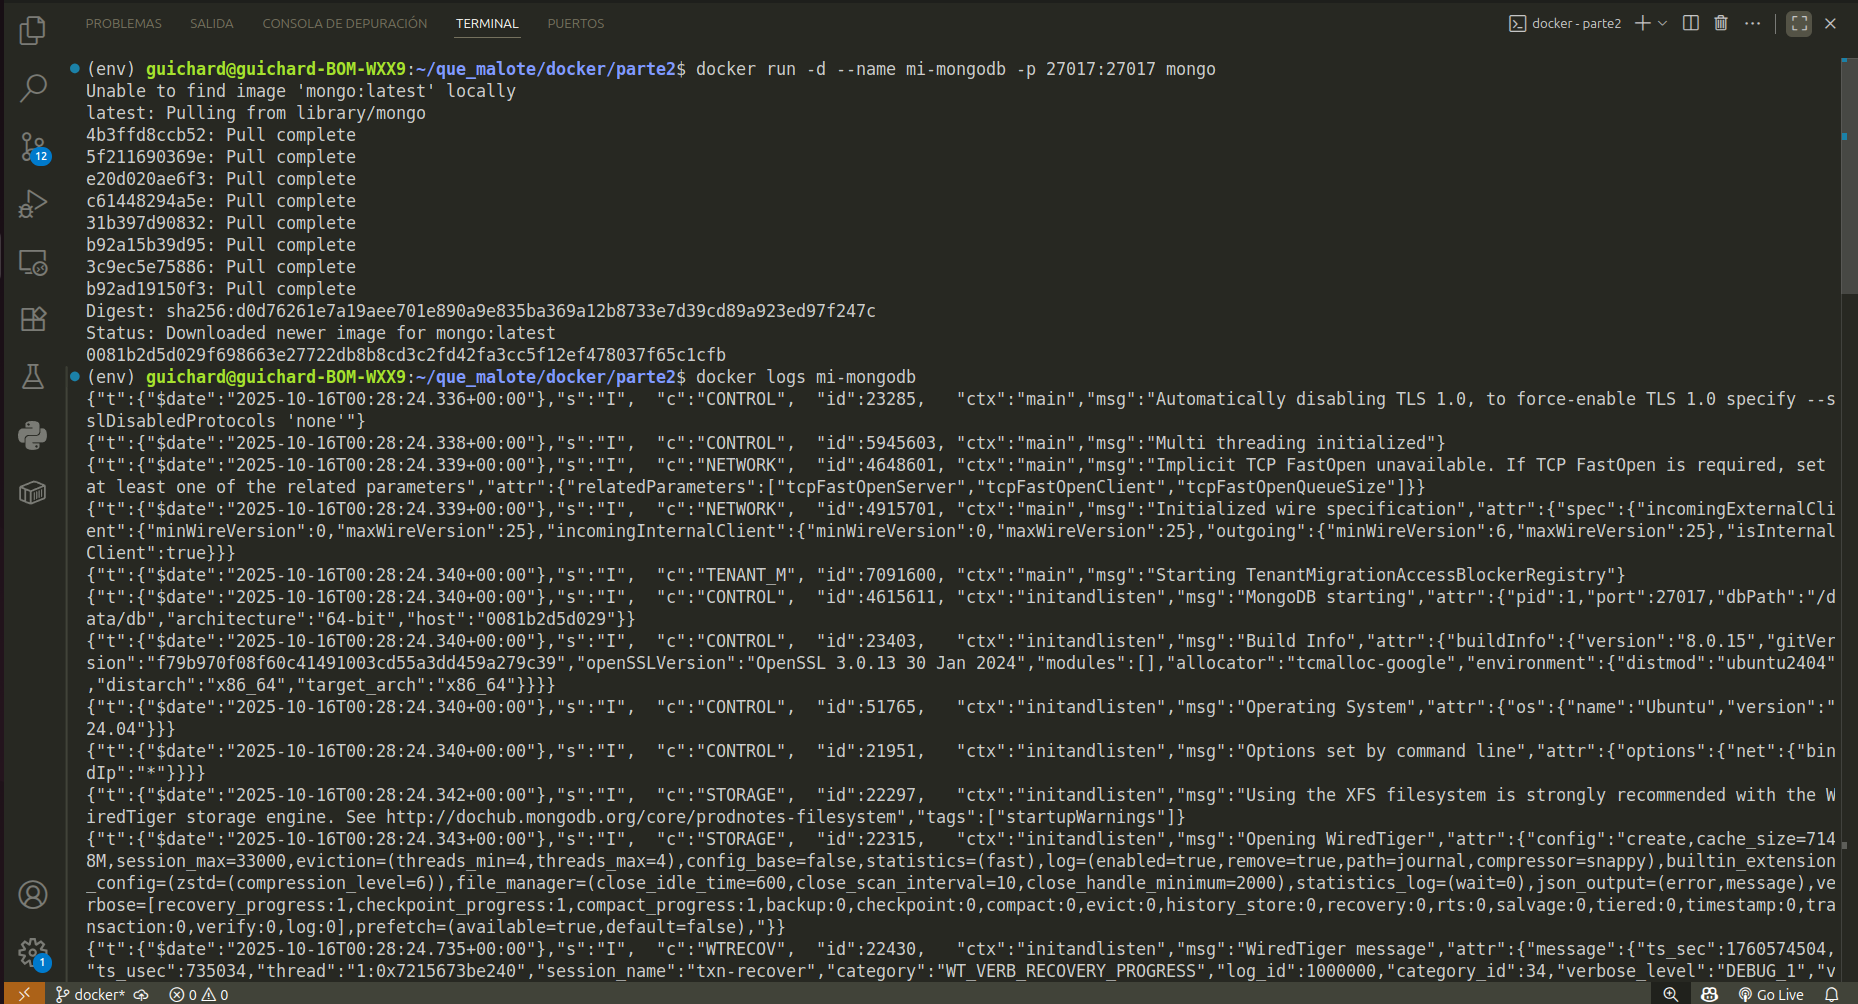 PROBLEMAS SALIDA CONSOLA DE DEPURACIÓN TERMINAL PUERTOS docker - parte2
(env) guichard@guichard-BOM-WXX9:~/que_malote/docker/parte2$ docker run -d --name mi-mongodb -p 27017:27017 mongo
Unable to find image 'mongo:latest' locally
latest: Pulling from library/mongo
4b3ffd8ccb52: Pull complete
5f211690369e: Pull complete
e20d020ae6f3: Pull complete
c61448294a5e: Pull complete
31b397d90832: Pull complete
b92a15b39d95: Pull complete
3c9ec5e75886: Pull complete
b92ad19150f3: Pull complete
Digest: sha256:d0d76261e7a19aee701e890a9e835ba369a12b8733e7d39cd89a923ed97f247c
Status: Downloaded newer image for mongo:latest
0081b2d5d029f698663e27722db8b8cd3c2fd42fa3cc5f12ef478037f65c1cfb
(env) guichard@guichard-BOM-WXX9:~/que_malote/docker/parte2$ docker logs mi-mongodb
{"t":{"$date":"2025-10-16T00:28:24.336+00:00"},"s":"I",  "c":"CONTROL",  "id":23285,   "ctx":"main","msg":"Automatically disabling TLS 1.0, to force-enable TLS 1.0 specify --s
slDisabledProtocols 'none'"}
{"t":{"$date":"2025-10-16T00:28:24.338+00:00"},"s":"I",  "c":"CONTROL",  "id":5945603, "ctx":"main","msg":"Multi threading initialized"}
{"t":{"$date":"2025-10-16T00:28:24.339+00:00"},"s":"I",  "c":"NETWORK",  "id":4648601, "ctx":"main","msg":"Implicit TCP FastOpen unavailable. If TCP FastOpen is required, set
at least one of the related parameters","attr":{"relatedParameters":["tcpFastOpenServer","tcpFastOpenClient","tcpFastOpenQueueSize"]}}
{"t":{"$date":"2025-10-16T00:28:24.339+00:00"},"s":"I",  "c":"NETWORK",  "id":4915701, "ctx":"main","msg":"Initialized wire specification","attr":{"spec":{"incomingExternalCli
ent":{"minWireVersion":0,"maxWireVersion":25},"incomingInternalClient":{"minWireVersion":0,"maxWireVersion":25},"outgoing":{"minWireVersion":6,"maxWireVersion":25},"isInternal
Client":true}}}
{"t":{"$date":"2025-10-16T00:28:24.340+00:00"},"s":"I",  "c":"TENANT_M", "id":7091600, "ctx":"main","msg":"Starting TenantMigrationAccessBlockerRegistry"}
{"t":{"$date":"2025-10-16T00:28:24.340+00:00"},"s":"I",  "c":"CONTROL",  "id":4615611, "ctx":"initandlisten","msg":"MongoDB starting","attr":{"pid":1,"port":27017,"dbPath":"/d
ata/db","architecture":"64-bit","host":"0081b2d5d029"}}
{"t":{"$date":"2025-10-16T00:28:24.340+00:00"},"s":"I",  "c":"CONTROL",  "id":23403,   "ctx":"initandlisten","msg":"Build Info","attr":{"buildInfo":{"version":"8.0.15","gitVer
sion":"f79b970f08f60c41491003cd55a3dd459a279c39","openSSLVersion":"OpenSSL 3.0.13 30 Jan 2024","modules":[],"allocator":"tcmalloc-google","environment":{"distmod":"ubuntu2404"
,"distarch":"x86_64","target_arch":"x86_64"}}}}
{"t":{"$date":"2025-10-16T00:28:24.340+00:00"},"s":"I",  "c":"CONTROL",  "id":51765,   "ctx":"initandlisten","msg":"Operating System","attr":{"os":{"name":"Ubuntu","version":"
24.04"}}}
{"t":{"$date":"2025-10-16T00:28:24.340+00:00"},"s":"I",  "c":"CONTROL",  "id":21951,   "ctx":"initandlisten","msg":"Options set by command line","attr":{"options":{"net":{"bin
dIp":"*"}}}}
{"t":{"$date":"2025-10-16T00:28:24.342+00:00"},"s":"I",  "c":"STORAGE",  "id":22297,   "ctx":"initandlisten","msg":"Using the XFS filesystem is strongly recommended with the W
iredTiger storage engine. See http://dochub.mongodb.org/core/prodnotes-filesystem","tags":["startupWarnings"]}
{"t":{"$date":"2025-10-16T00:28:24.343+00:00"},"s":"I",  "c":"STORAGE",  "id":22315,   "ctx":"initandlisten","msg":"Opening WiredTiger","attr":{"config":"create,cache_size=714
8M,session_max=33000,eviction=(threads_min=4,threads_max=4),config_base=false,statistics=(fast),log=(enabled=true,remove=true,path=journal,compressor=snappy),builtin_extension
_config=(zstd=(compression_level=6)),file_manager=(close_idle_time=600,close_scan_interval=10,close_handle_minimum=2000),statistics_log=(wait=0),json_output=(error,message),ve
rbose=[recovery_progress:1,checkpoint_progress:1,compact_progress:1,backup:0,checkpoint:0,compact:0,evict:0,history_store:0,recovery:0,rts:0,salvage:0,tiered:0,timestamp:0,tra
nsaction:0,verify:0,log:0],prefetch=(available=true,default=false),"}}
{"t":{"$date":"2025-10-16T00:28:24.735+00:00"},"s":"I",  "c":"WTRECOV",  "id":22430,   "ctx":"initandlisten","msg":"WiredTiger message","attr":{"message":{"ts_sec":1760574504,
"ts_usec":735034,"thread":"1:0x7215673be240","session_name":"txn-recover","category":"WT_VERB_RECOVERY_PROGRESS","log_id":1000000,"category_id":34,"verbose_level":"DEBUG_1","v
12
1
docker* 0 0 Go Live